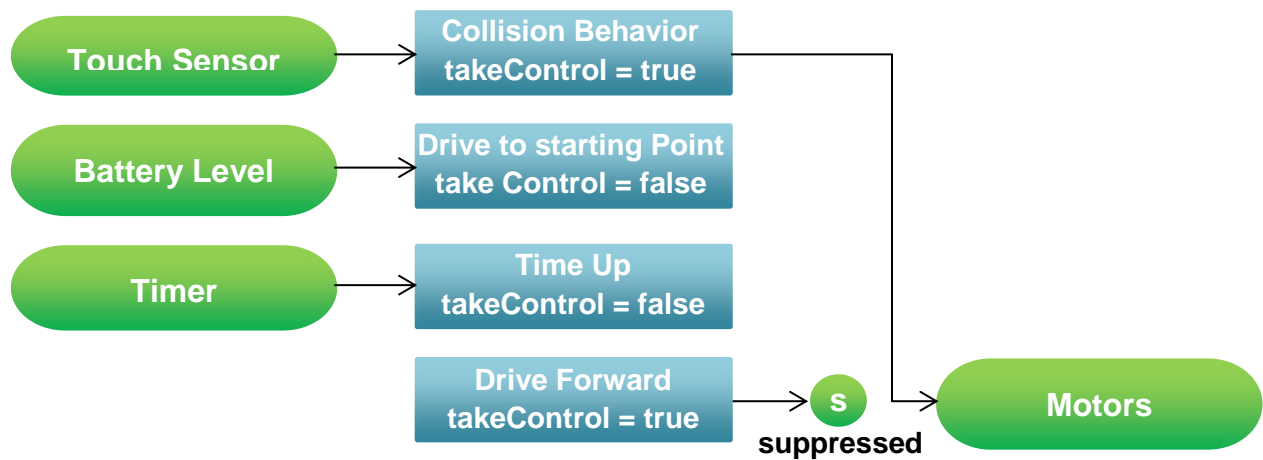 Touch Sensor
Collision Behavior
takeControl = true
Battery Level
Drive to starting Point
take Control = false
Timer
Time Up
takeControl = false
Drive Forward
takeControl = true
s
suppressed
Motors